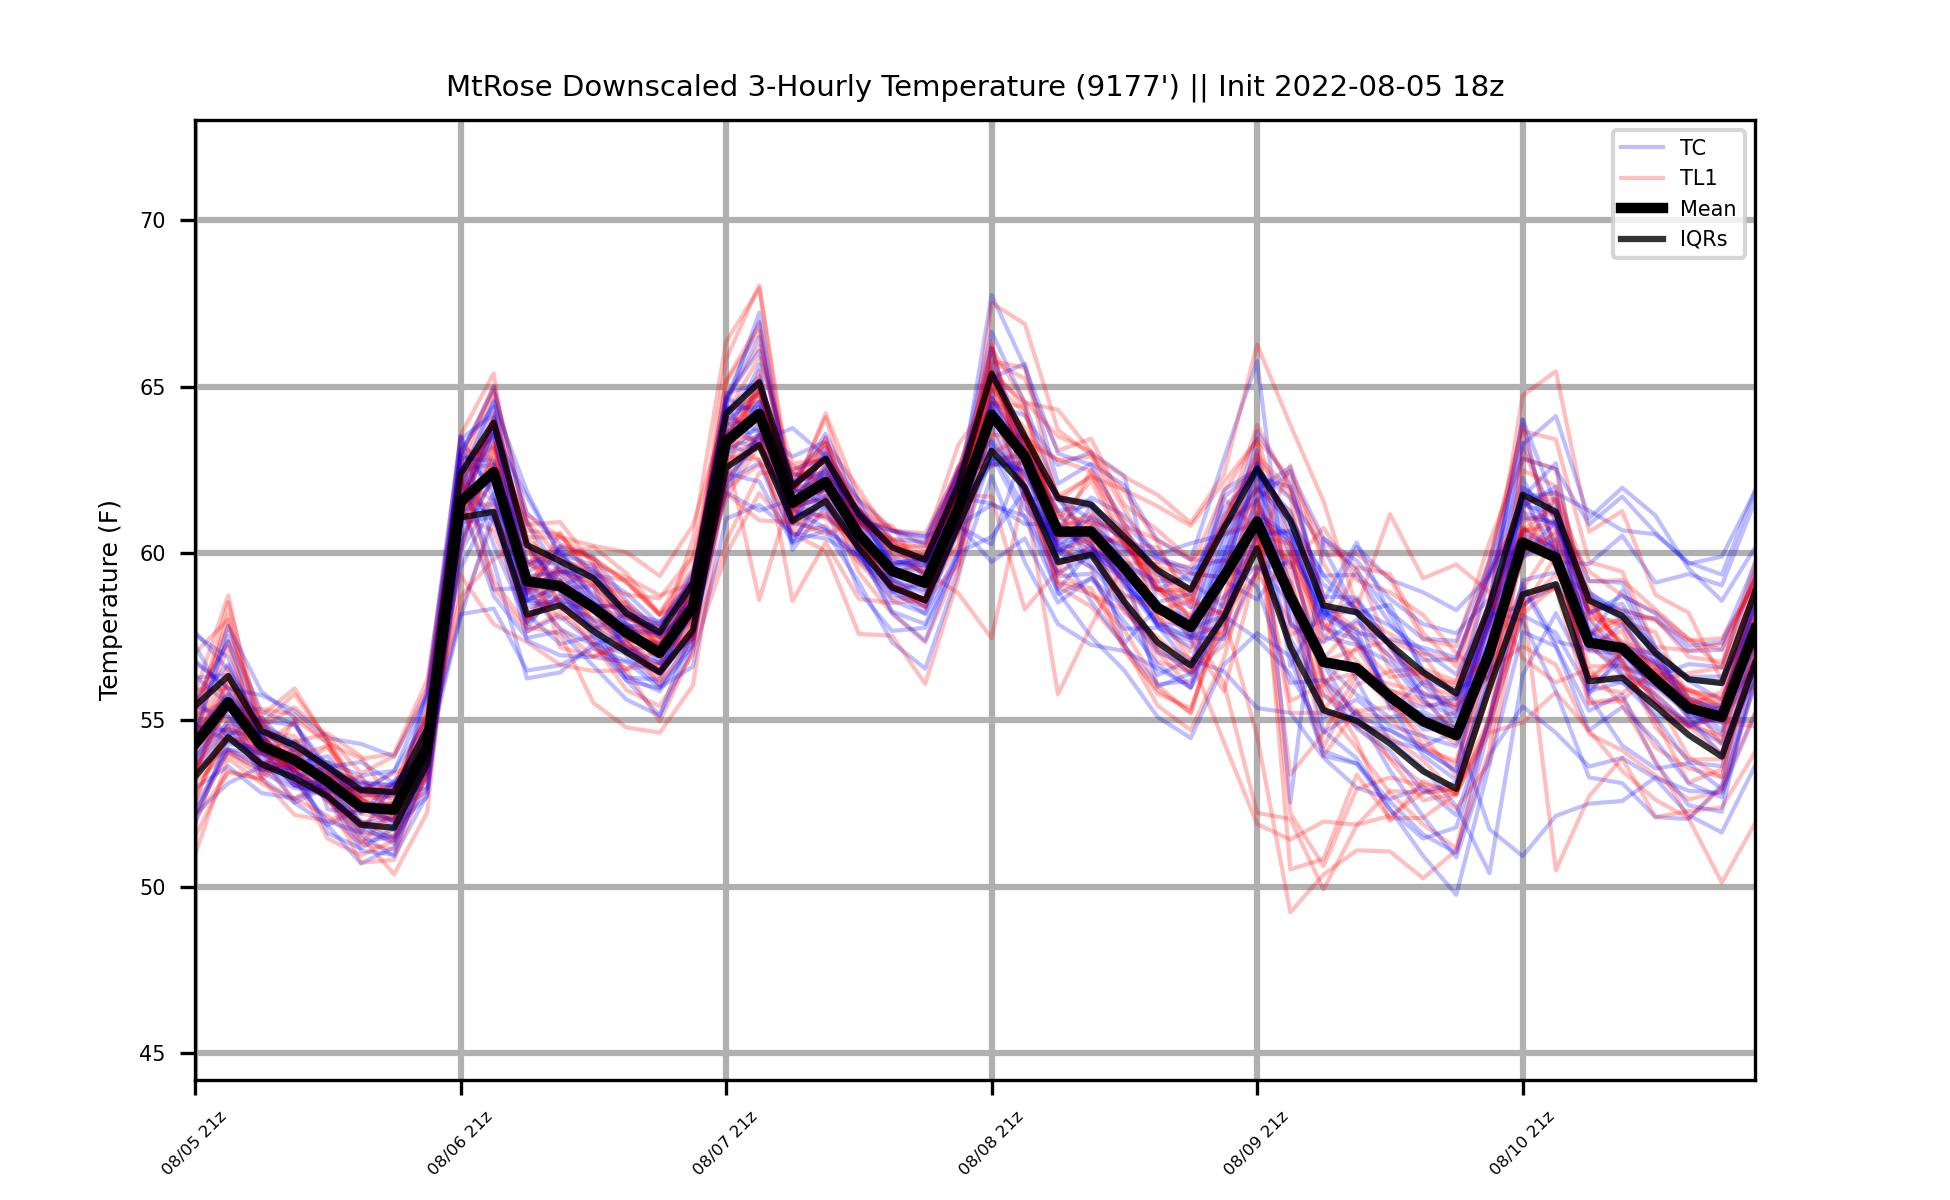 MtRose Downscaled 3-Hourly Temperature (9177') || Init 2022-08-05 18z
TC
TL1
Mean
IQRs
Temperature (F)
70
65
60
55
50
45
08/05 21z
08/06 21z
08/07 21z
08/08 21z
08/09 21z
08/10 21z